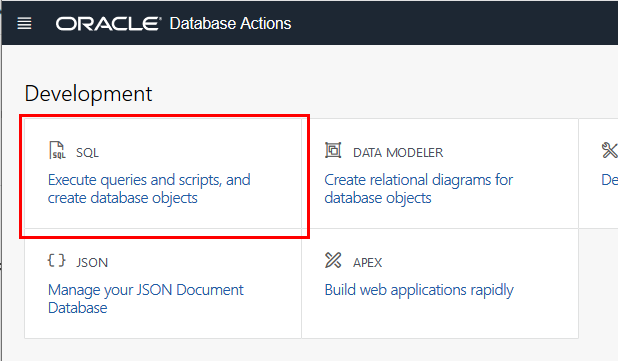 ORACLE Database Actions
Development
SQL
Execute queries and scripts, and
create database objects
DATA MODELER
Create relational diagrams for
database objects
De
{ } JSON
Manage your JSON Document
Database
APEX
Build web applications rapidly